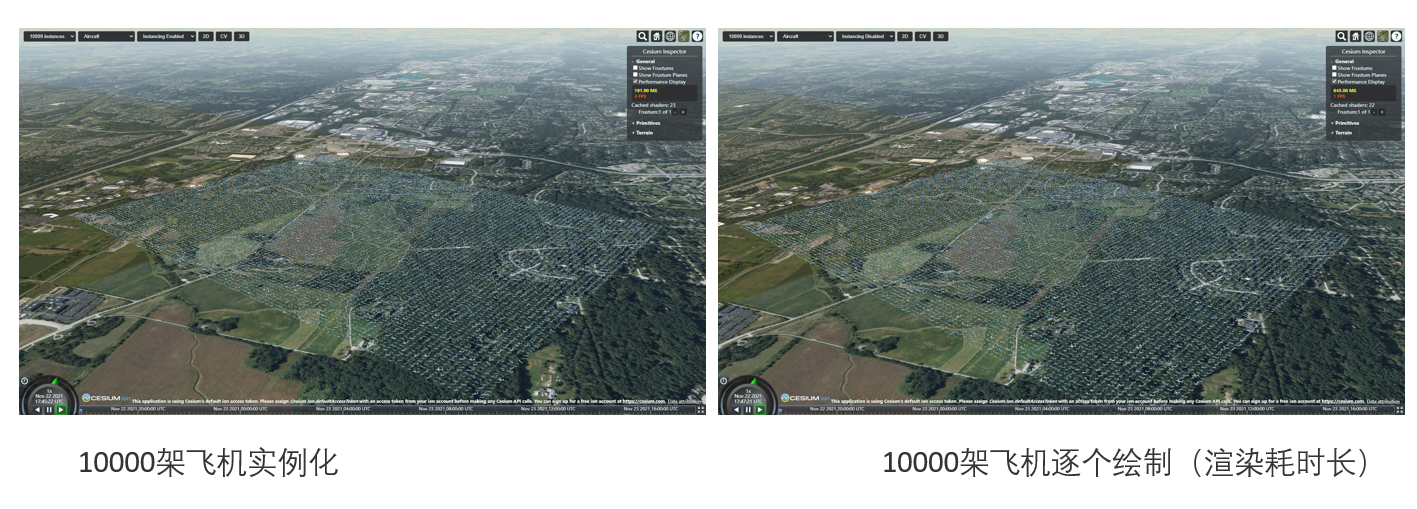 10000 instances Aircraft Instancing Enabled 2D CV 3D
Cesium Inspector
- General
Show Frustums
Show Frustum Planes
Performance Display
191.90 MS
Cached shaders: 23
Frustum:1 of 1 - +
+ Primitives
+ Terrain
1x
Nov 22 2021
17:45:22 UTC
CESIUM ion This application is using Cesium's default ion access token. Please assign Cesium.Ion.defaultAccessToken with an access token from your ion account before making any Cesium API calls. You can sign up for a free ion account at https://cesium.com. Data attribution
Nov 22 2021 20:00:00 UTC Nov 23 2021 00:00:00 UTC Nov 23 2021 04:00:00 UTC Nov 23 2021 08:00:00 UTC Nov 23 2021 12:00:00 UTC Nov 23 2021 16:00:00 UTC
10000 instances Aircraft Instancing Disabled 2D CV 3D
Cesium Inspector
- General
Show Frustums
Show Frustum Planes
Performance Display
1 FPS
Cached shaders: 22
Frustum:1 of 1 - +
+ Primitives
+ Terrain
1x
Nov 22 2021
17:47:21 UTC
CESIUM ion This application is using Cesium's default ion access token. Please assign Cesium.Ion.defaultAccessToken with an access token from your ion account before making any Cesium API calls. You can sign up for a free ion account at https://cesium.com. Data attribution
Nov 22 2021 20:00:00 UTC Nov 23 2021 00:00:00 UTC Nov 23 2021 04:00:00 UTC Nov 23 2021 08:00:00 UTC Nov 23 2021 12:00:00 UTC Nov 23 2021 16:00:00 UTC
10000架飞机实例化
10000架飞机逐个绘制（渲染耗时长）